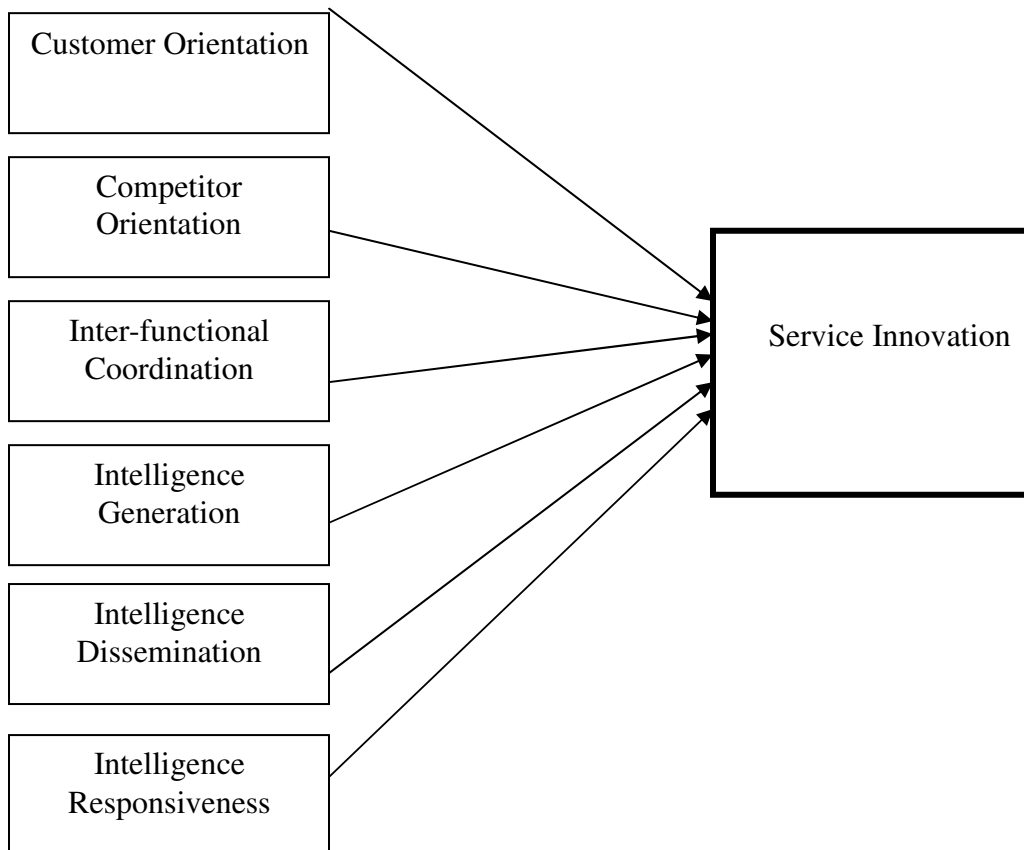 Customer Orientation
Competitor
Orientation
Inter-functional
Coordination
Service Innovation
Intelligence
Generation
Intelligence
Dissemination
Intelligence
Responsiveness